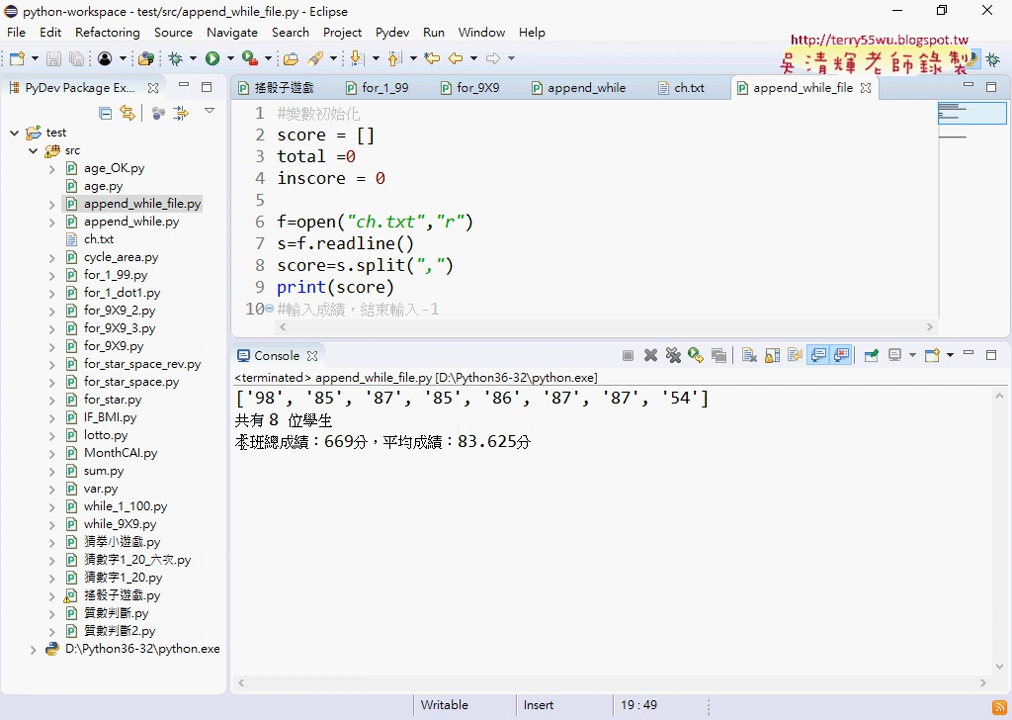 python-workspace - test/src/append_while_file.py - Eclipse
File Edit Refactoring Source Navigate Search Project Pydev Run Window Help
http://terry55wu.blogspot.tw
吳清輝老師錄製
PyDev Package Ex...
搖骰子遊戲 for_1_99 for_9X9 append_while ch.txt append_while_file
test
src
age_OK.py
age.py
append_while_file.py
append_while.py
ch.txt
cycle_area.py
for_1_99.py
for_1_dot1.py
for_9X9_2.py
for_9X9_3.py
for_9X9.py
for_star_space_rev.py
for_star_space.py
for_star.py
IF_BMI.py
lotto.py
MonthCAI.py
sum.py
var.py
while_1_100.py
while_9X9.py
猜拳小遊戲.py
猜數字1_20_六次.py
猜數字1_20.py
搖骰子遊戲.py
質數判斷.py
質數判斷2.py
D:\Python36-32\python.exe
1 #變數初始化
2 score = []
3 total =0
4 inscore = 0
5
6 f=open("ch.txt","r")
7 s=f.readline()
8 score=s.split(",")
9 print(score)
10 #輸入成績，結束輸入-1
Console
<terminated> append_while_file.py [D:\Python36-32\python.exe]
['98', '85', '87', '85', '86', '87', '87', '54']
共有 8 位學生
本班總成績：669分，平均成績：83.625分
Writable Insert 19 : 49